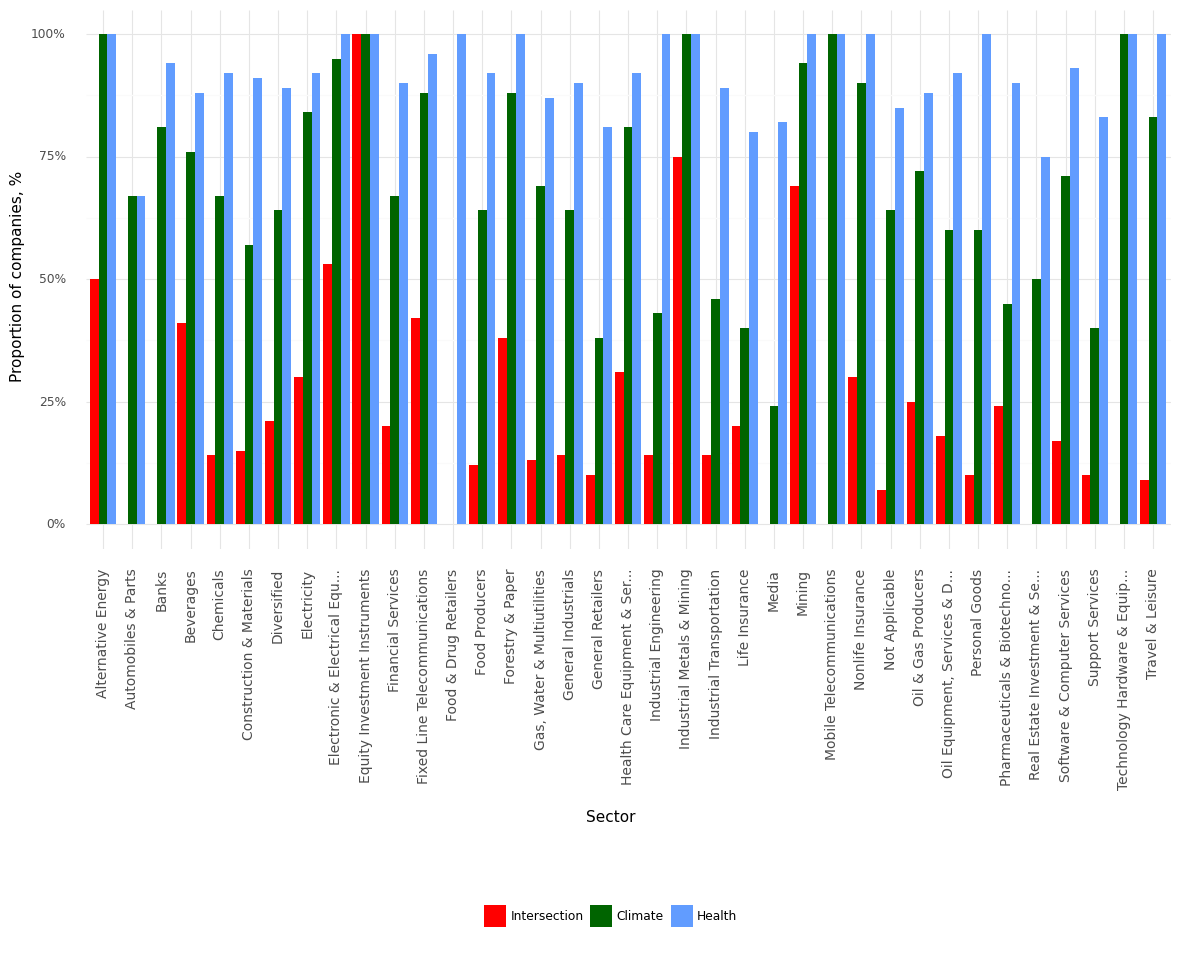 Proportion of companies, %
100%
75%
50%
25%
0%
Alternative Energy
Automobiles & Parts
Banks
Beverages
Chemicals
Construction & Materials
Diversified
Electricity
Electronic & Electrical Equ...
Equity Investment Instruments
Financial Services
Fixed Line Telecommunications
Food & Drug Retailers
Food Producers
Forestry & Paper
Gas, Water & Multiutilities
General Industrials
General Retailers
Health Care Equipment & Ser...
Industrial Engineering
Industrial Metals & Mining
Industrial Transportation
Life Insurance
Media
Mining
Mobile Telecommunications
Nonlife Insurance
Not Applicable
Oil & Gas Producers
Oil Equipment, Services & D...
Personal Goods
Pharmaceuticals & Biotechno...
Real Estate Investment & Se...
Software & Computer Services
Support Services
Technology Hardware & Equip...
Travel & Leisure
Sector
Intersection
Climate
Health